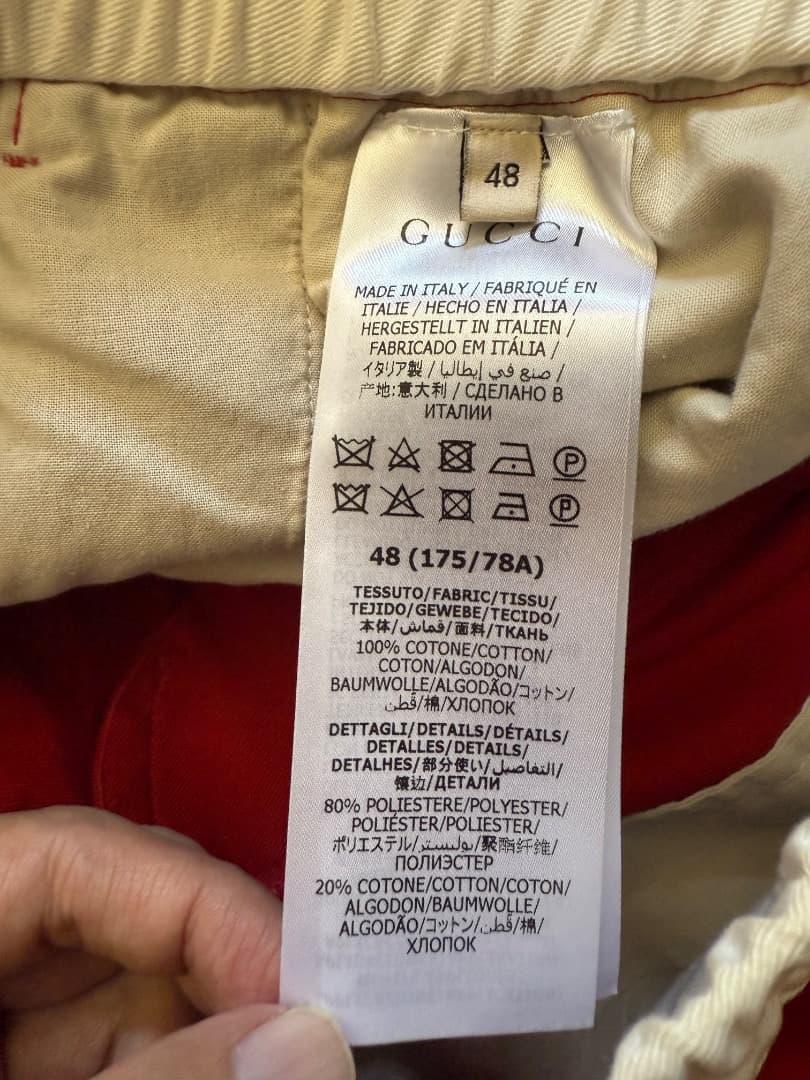 48
GUCCI
MADE IN ITALY / FABRIQUÉ EN
ITALIE / HECHO EN ITALIA /
HERGESTELLT IN ITALIEN /
FABRICADO EM ITÁLIA /
イタリア製 / صنع في إيطاليا /
产地:意大利 / СДЕЛАНО В
ИТАЛИИ
P
P
48 (175/78A)
TESSUTO/FABRIC/TISSU/
TEJIDO/GEWEBE/TECIDO/
本体/قماش/面料/ТКАНЬ
100% COTONE/COTTON/
COTON/ALGODON/
BAUMWOLLE/ALGODÃO/コットン/
قطن/棉/ХЛОПОК
DETTAGLI/DETAILS/DÉTAILS/
DETALLES/DETAILS/
DETALHES/部分使い/التفاصيل/
镶边/ДЕТАЛИ
80% POLIESTERE/POLYESTER/
POLIÉSTER/POLIESTER/
ポリエステル/بوليستر/聚酯纤维/
ПОЛИЭСТЕР
20% COTONE/COTTON/COTON/
ALGODON/BAUMWOLLE/
ALGODÃO/コットン/قطن/棉/
ХЛОПОК